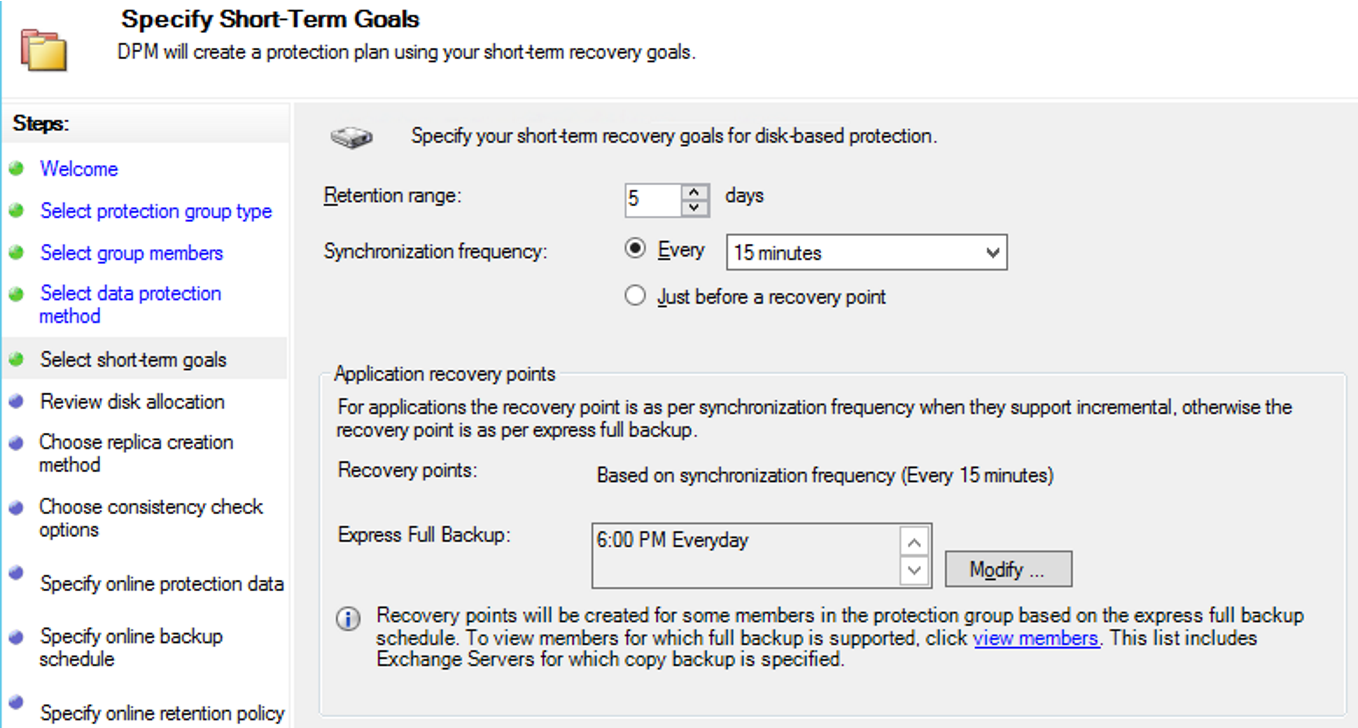 Specify Short-Term Goals
DPM will create a protection plan using your short-term recovery goals.
Steps:
Welcome
Select protection group type
Select group members
Select data protection
method
Select short-term goals
Review disk allocation
Choose replica creation
method
Choose consistency check
options
Specify online protection data
Specify online backup
schedule
Specify online retention policy
Specify your short-term recovery goals for disk-based protection.
Retention range: 5 days
Synchronization frequency: Every 15 minutes
Just before a recovery point
Application recovery points
For applications the recovery point is as per synchronization frequency when they support incremental, otherwise the
recovery point is as per express full backup.
Recovery points: Based on synchronization frequency (Every 15 minutes)
Express Full Backup: 6:00 PM Everyday
Modify ...
Recovery points will be created for some members in the protection group based on the express full backup
schedule. To view members for which full backup is supported, click view members. This list includes
Exchange Servers for which copy backup is specified.